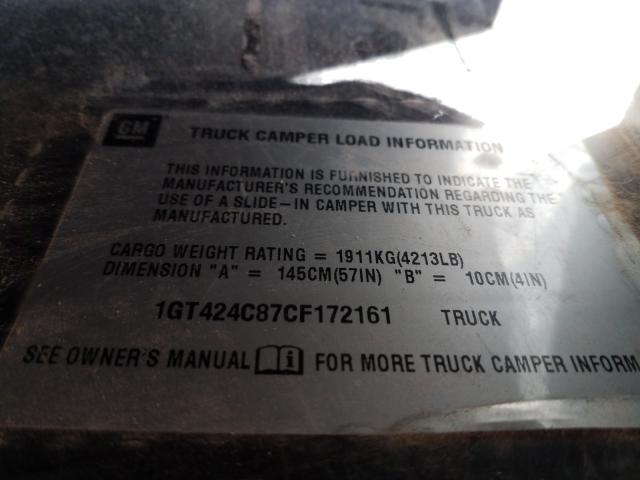 GM TRUCK CAMPER LOAD INFORMATION
THIS INFORMATION IS FURNISHED TO INDICATE THE
MANUFACTURER'S RECOMMENDATION REGARDING THE
USE OF A SLIDE-IN CAMPER WITH THIS TRUCK AS
MANUFACTURED.
CARGO WEIGHT RATING = 1911KG(4213LB)
DIMENSION "A" = 145CM(57IN) "B" = 10CM(4IN)
1GT424C87CF172161 TRUCK
SEE OWNER'S MANUAL FOR MORE TRUCK CAMPER INFORM